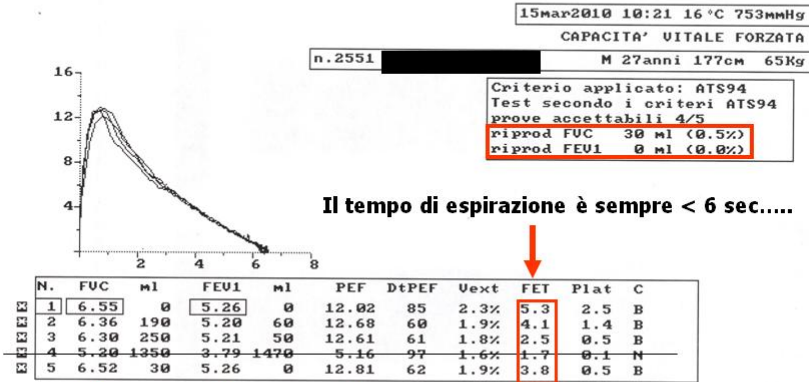 15mar2010 10:21 16°C 753mmHg
CAPACITA' VITALE FORZATA
n.2551 M 27anni 177cm 65Kg
Criterio applicato: ATS94
Test secondo i criteri ATS94
prove accettabili 4/5
riprod FVC 30 ml (0.5%)
riprod FEV1 0 ml (0.0%)
16
12
8
4
2 4 6 8
Il tempo di espirazione è sempre < 6 sec.....
N. FVC ml FEV1 ml PEF DtPEF Vext FET Plat C
1 6.55 0 5.26 0 12.02 85 2.3% 5.3 2.5 B
2 6.36 190 5.20 60 12.68 60 1.9% 4.1 1.4 B
3 6.30 250 5.21 50 12.61 61 1.8% 2.5 0.5 B
4 5.20 1350 3.79 1470 5.16 97 1.6% 1.7 0.1 N
5 6.52 30 5.26 0 12.81 62 1.9% 3.8 0.5 B